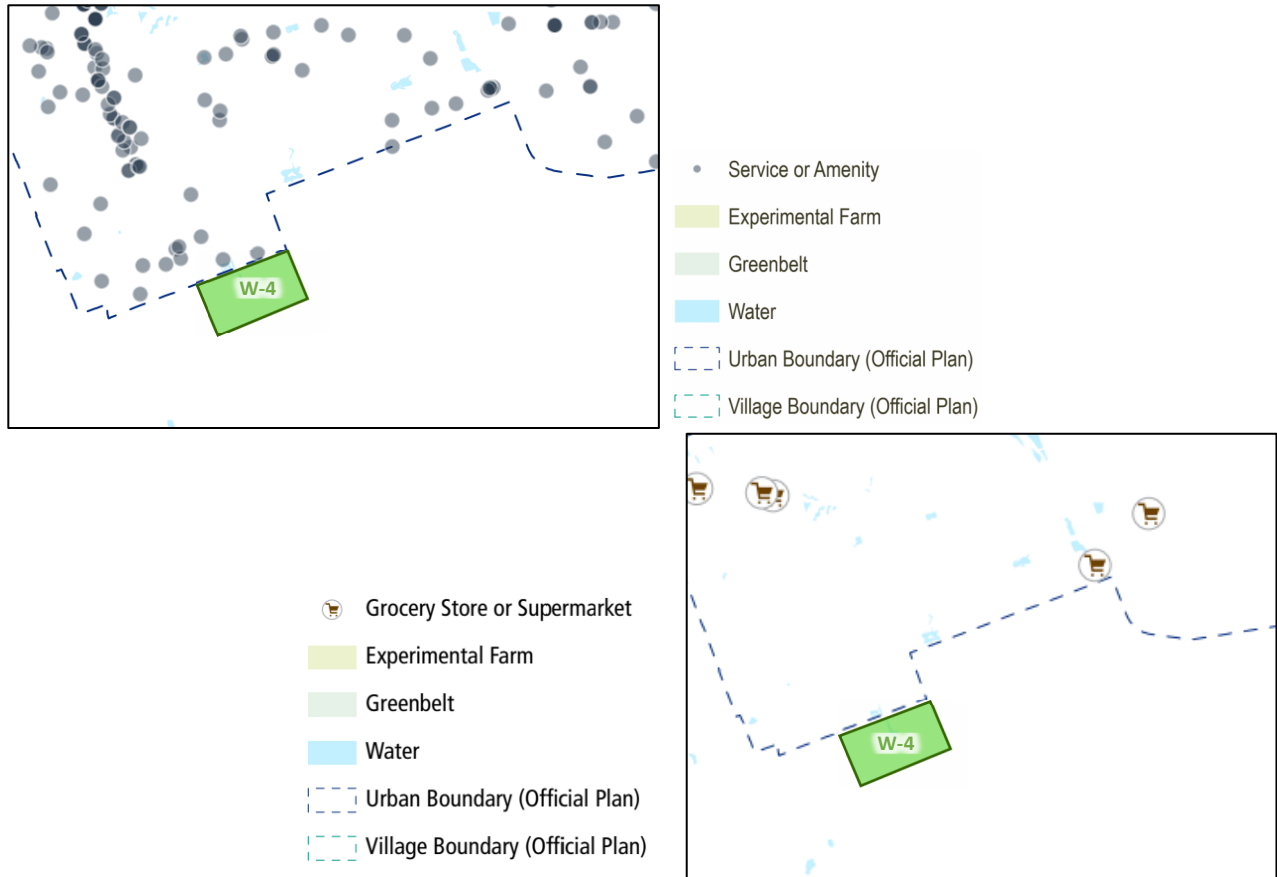 W-4
Service or Amenity
Experimental Farm
Greenbelt
Water
Urban Boundary (Official Plan)
Village Boundary (Official Plan)
Grocery Store or Supermarket
Experimental Farm
Greenbelt
Water
Urban Boundary (Official Plan)
Village Boundary (Official Plan)
W-4